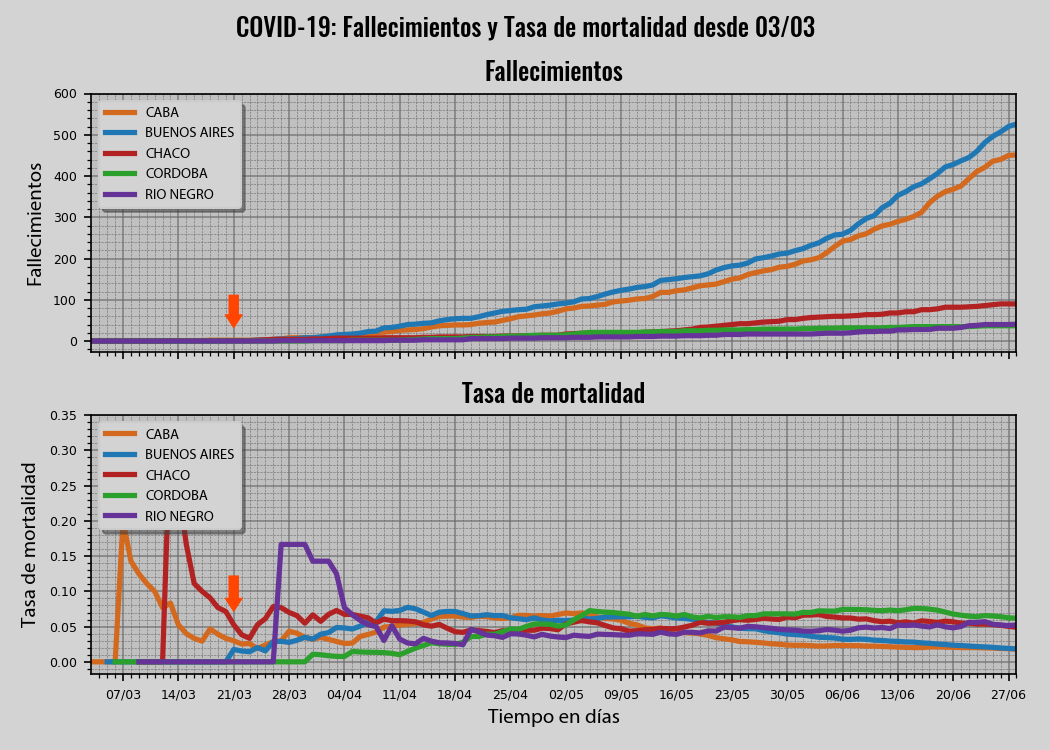 COVID-19: Fallecimientos y Tasa de mortalidad desde 03/03
Fallecimientos
600
500
400
300
200
100
0
Fallecimientos
CABA
BUENOS AIRES
CHACO
CORDOBA
RIO NEGRO
Tasa de mortalidad
0.35
0.30
0.25
0.20
0.15
0.10
0.05
0.00
Tasa de mortalidad
CABA
BUENOS AIRES
CHACO
CORDOBA
RIO NEGRO
07/03 14/03 21/03 28/03 04/04 11/04 18/04 25/04 02/05 09/05 16/05 23/05 30/05 06/06 13/06 20/06 27/06
Tiempo en días